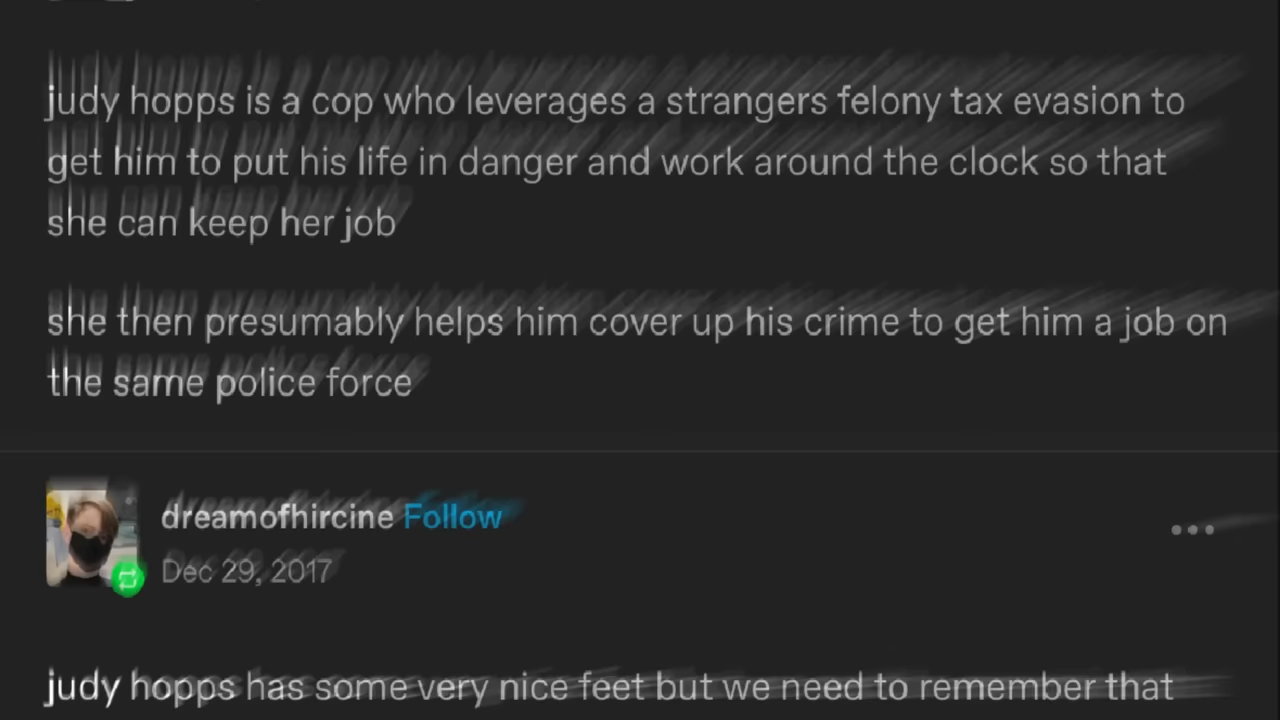 judy hopps is a cop who leverages a strangers felony tax evasion to
get him to put his life in danger and work around the clock so that
she can keep her job
she then presumably helps him cover up his crime to get him a job on
the same police force
dreamofhircine Follow
Dec 29, 2017
judy hopps has some very nice feet but we need to remember that